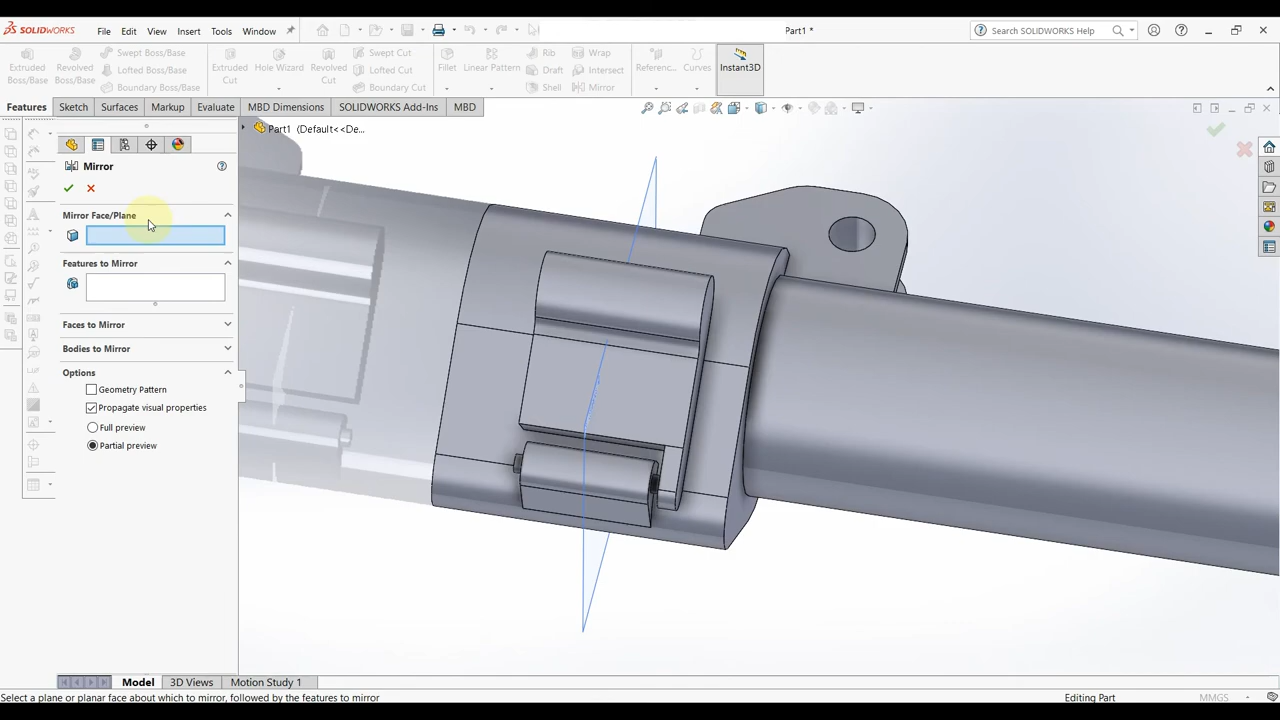 SOLIDWORKS
File Edit View Insert Tools Window
Part1 *
Search SOLIDWORKS Help
Extruded Boss/Base
Revolved Boss/Base
Swept Boss/Base
Lofted Boss/Base
Boundary Boss/Base
Extruded Cut
Hole Wizard
Revolved Cut
Swept Cut
Lofted Cut
Boundary Cut
Fillet
Linear Pattern
Rib
Draft
Shell
Wrap
Intersect
Mirror
Referenc...
Curves
Instant3D
Features Sketch Surfaces Markup Evaluate MBD Dimensions SOLIDWORKS Add-Ins MBD
Part1 (Default<<De...
Mirror
Mirror Face/Plane
Features to Mirror
Faces to Mirror
Bodies to Mirror
Options
Geometry Pattern
Propagate visual properties
Full preview
Partial preview
Model 3D Views Motion Study 1
Select a plane or planar face about which to mirror, followed by the features to mirror
Editing Part
MMGS